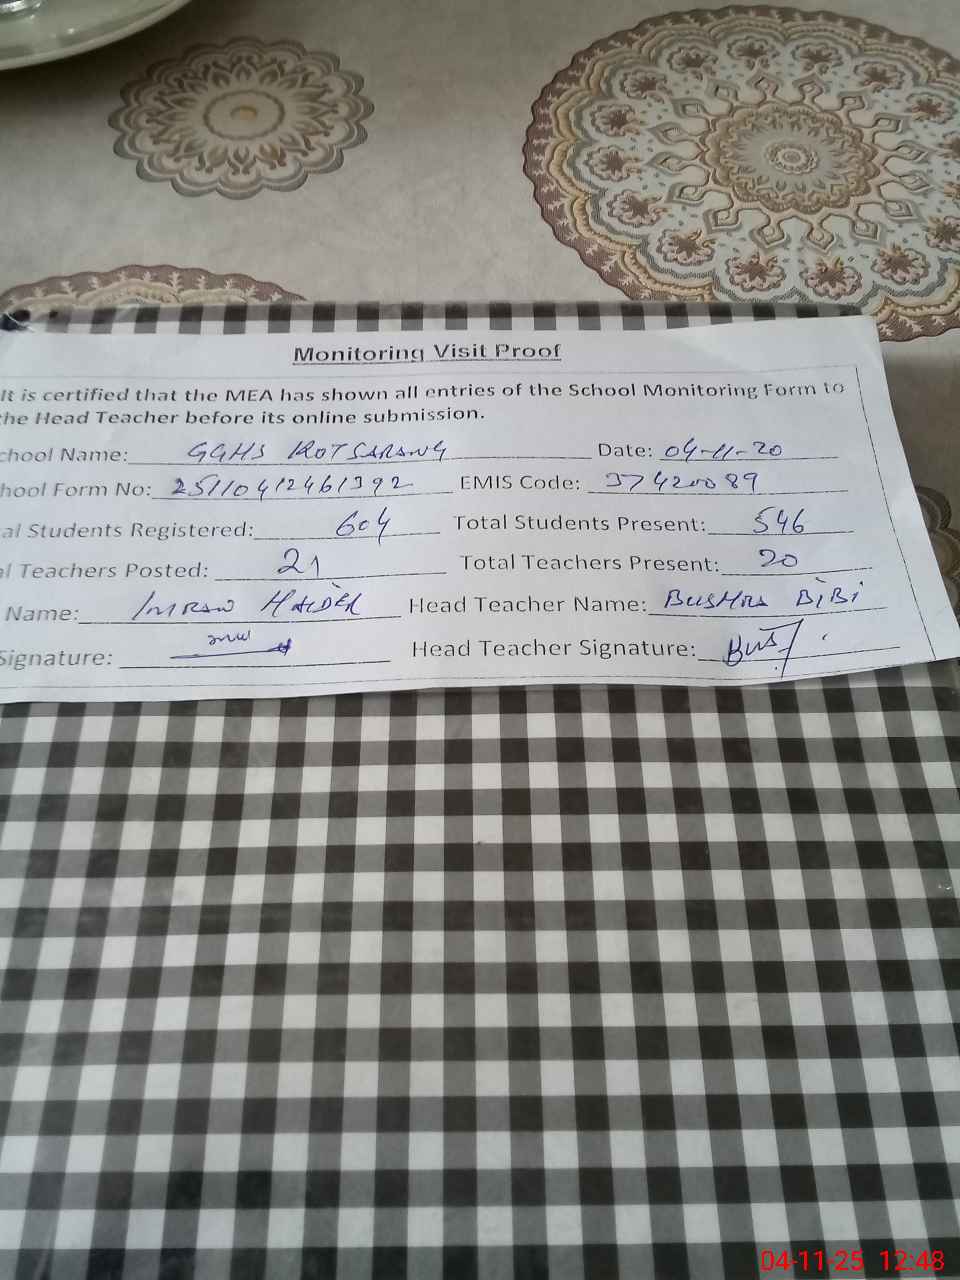 Monitoring Visit Proof
It is certified that the MEA has shown all entries of the School Monitoring Form to
the Head Teacher before its online submission.
chool Name: GGHS KOTSARANG Date: 04-11-20
hool Form No: 25110412461392 EMIS Code: 37420089
al Students Registered: 604 Total Students Present: 546
al Teachers Posted: 21 Total Teachers Present: 20
Name: IMRAN HAIDER Head Teacher Name: BUSHRA BiBi
Signature: Head Teacher Signature:
04-11-25 12:48